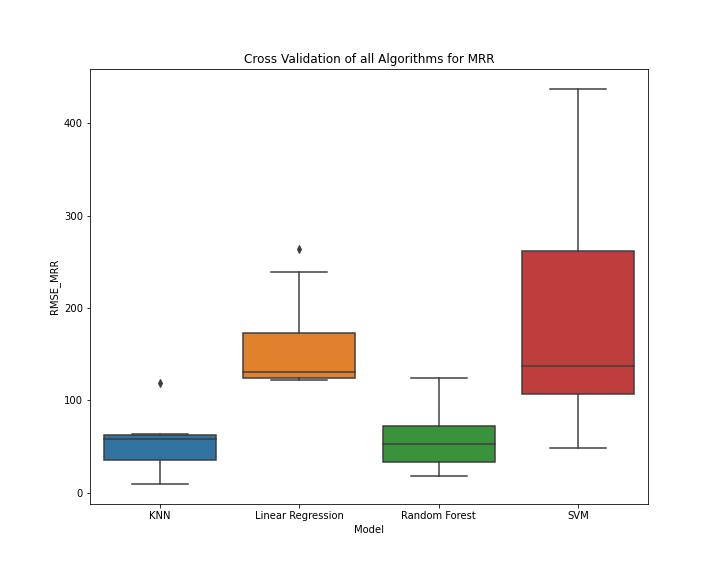 Cross Validation of all Algorithms for MRR
400
300
200
100
0
RMSE_MRR
KNN
Linear Regression
Random Forest
SVM
Model